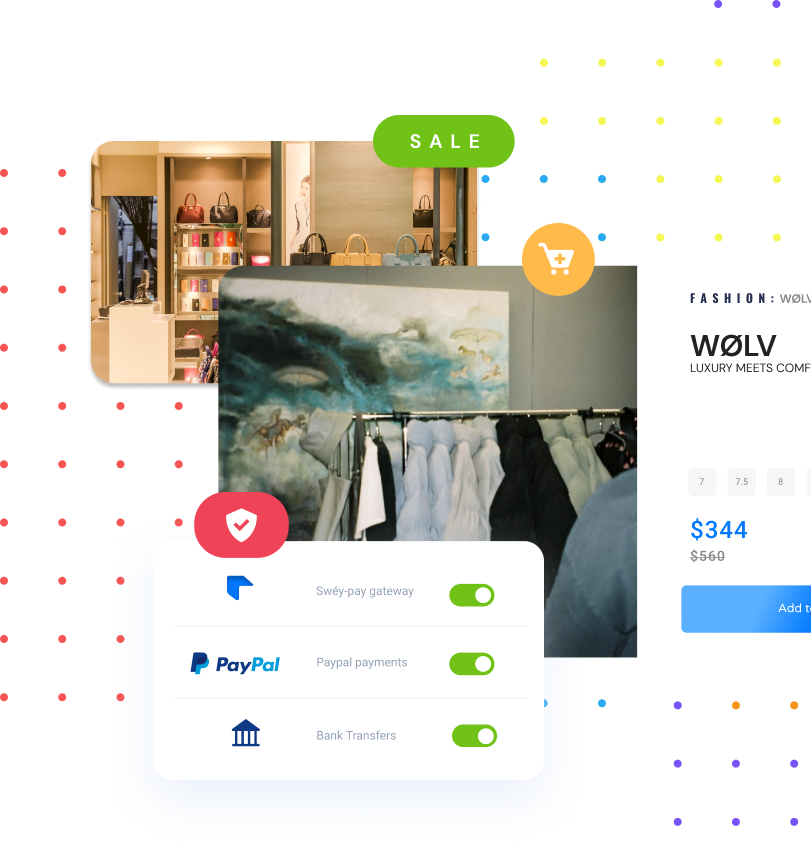 SALE
FASHION: WØLV
WØLV
LUXURY MEETS COMF
7 7.5 8
$344
$560
Add t
Swéy-pay gateway
PayPal Paypal payments
Bank Transfers